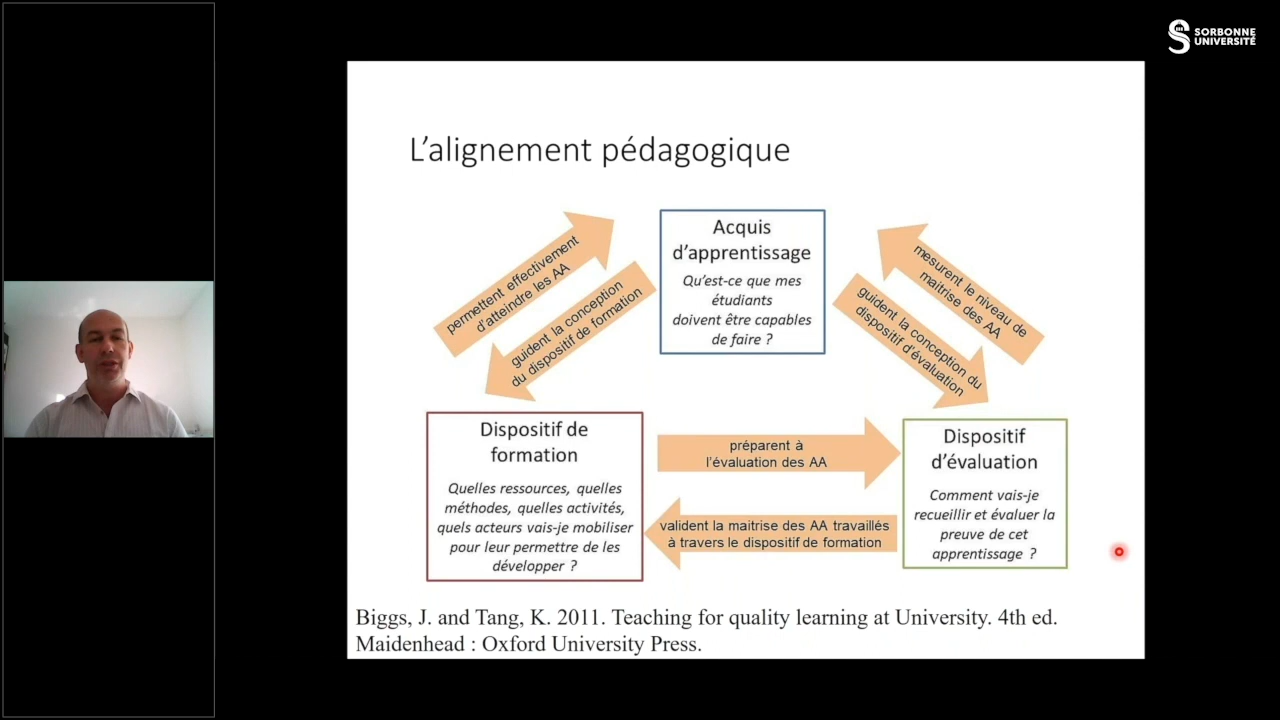 SORBONNE
UNIVERSITÉ
L’alignement pédagogique
Acquis
d’apprentissage
Qu’est-ce que mes
étudiants
doivent être capables
de faire ?
permettent effectivement
d’atteindre les AA
guident la conception
du dispositif de formation
mesurent le niveau de
maitrise des AA
guident la conception du
dispositif d’évaluation
Dispositif de
formation
Quelles ressources, quelles
méthodes, quelles activités,
quels acteurs vais-je mobiliser
pour leur permettre de les
développer ?
préparent à
l’évaluation des AA
valident la maitrise des AA travaillés
à travers le dispositif de formation
Dispositif
d’évaluation
Comment vais-je
recueillir et évaluer la
preuve de cet
apprentissage ?
Biggs, J. and Tang, K. 2011. Teaching for quality learning at University. 4th ed.
Maidenhead : Oxford University Press.